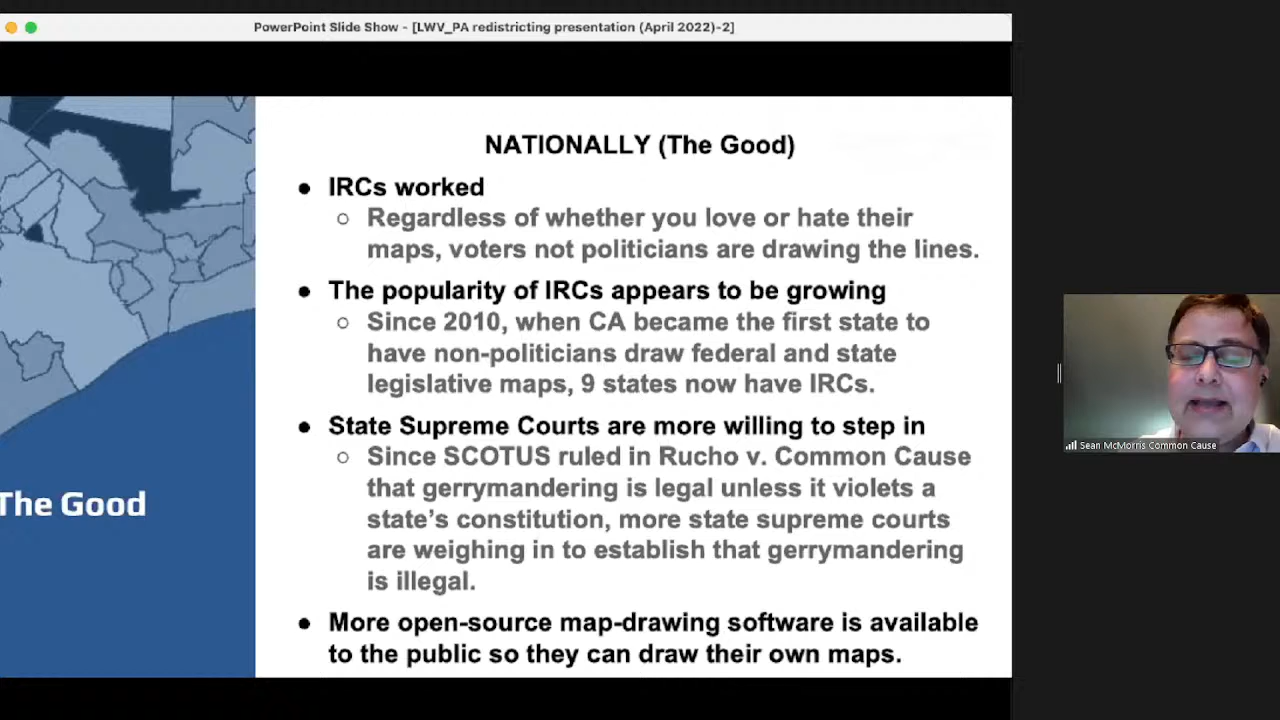 PowerPoint Slide Show - [LWV_PA redistricting presentation (April 2022)-2]
The Good
NATIONALLY (The Good)
● IRCs worked
○ Regardless of whether you love or hate their
maps, voters not politicians are drawing the lines.
● The popularity of IRCs appears to be growing
○ Since 2010, when CA became the first state to
have non-politicians draw federal and state
legislative maps, 9 states now have IRCs.
● State Supreme Courts are more willing to step in
○ Since SCOTUS ruled in Rucho v. Common Cause
that gerrymandering is legal unless it violates a
state’s constitution, more state supreme courts
are weighing in to establish that gerrymandering
is illegal.
● More open-source map-drawing software is available
to the public so they can draw their own maps.
Sean McMorris Common Cause